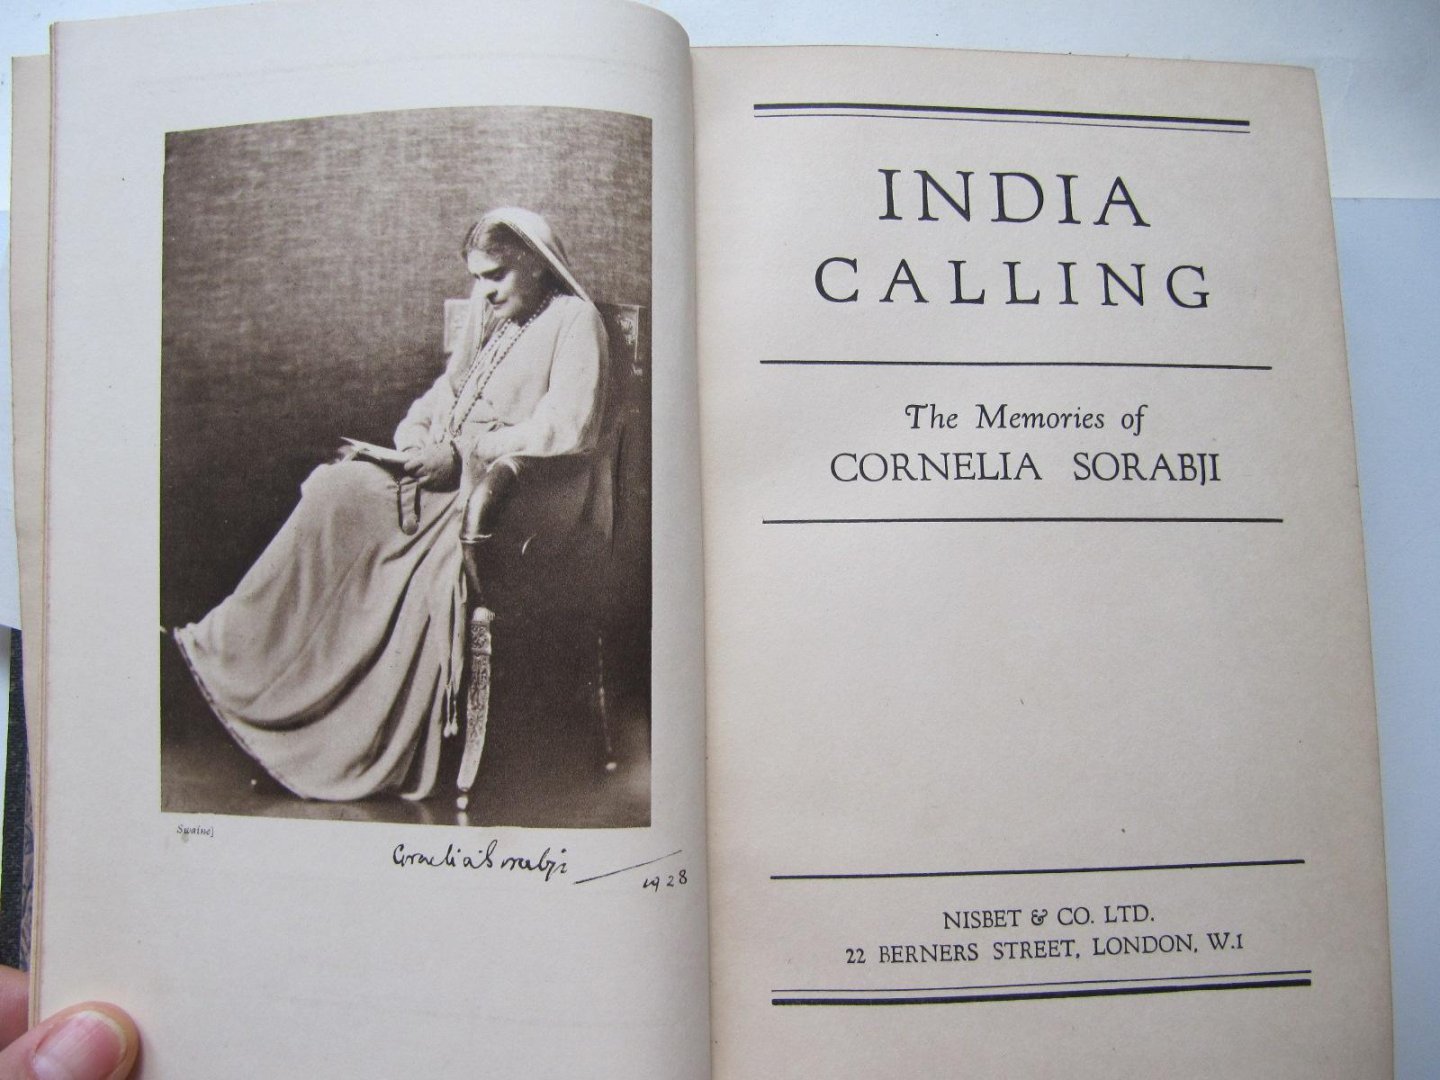 Swaine]
Cornelia Sorabji
1928
INDIA
CALLING
The Memories of
CORNELIA SORABJI
NISBET & CO. LTD.
22 BERNERS STREET, LONDON, W.1